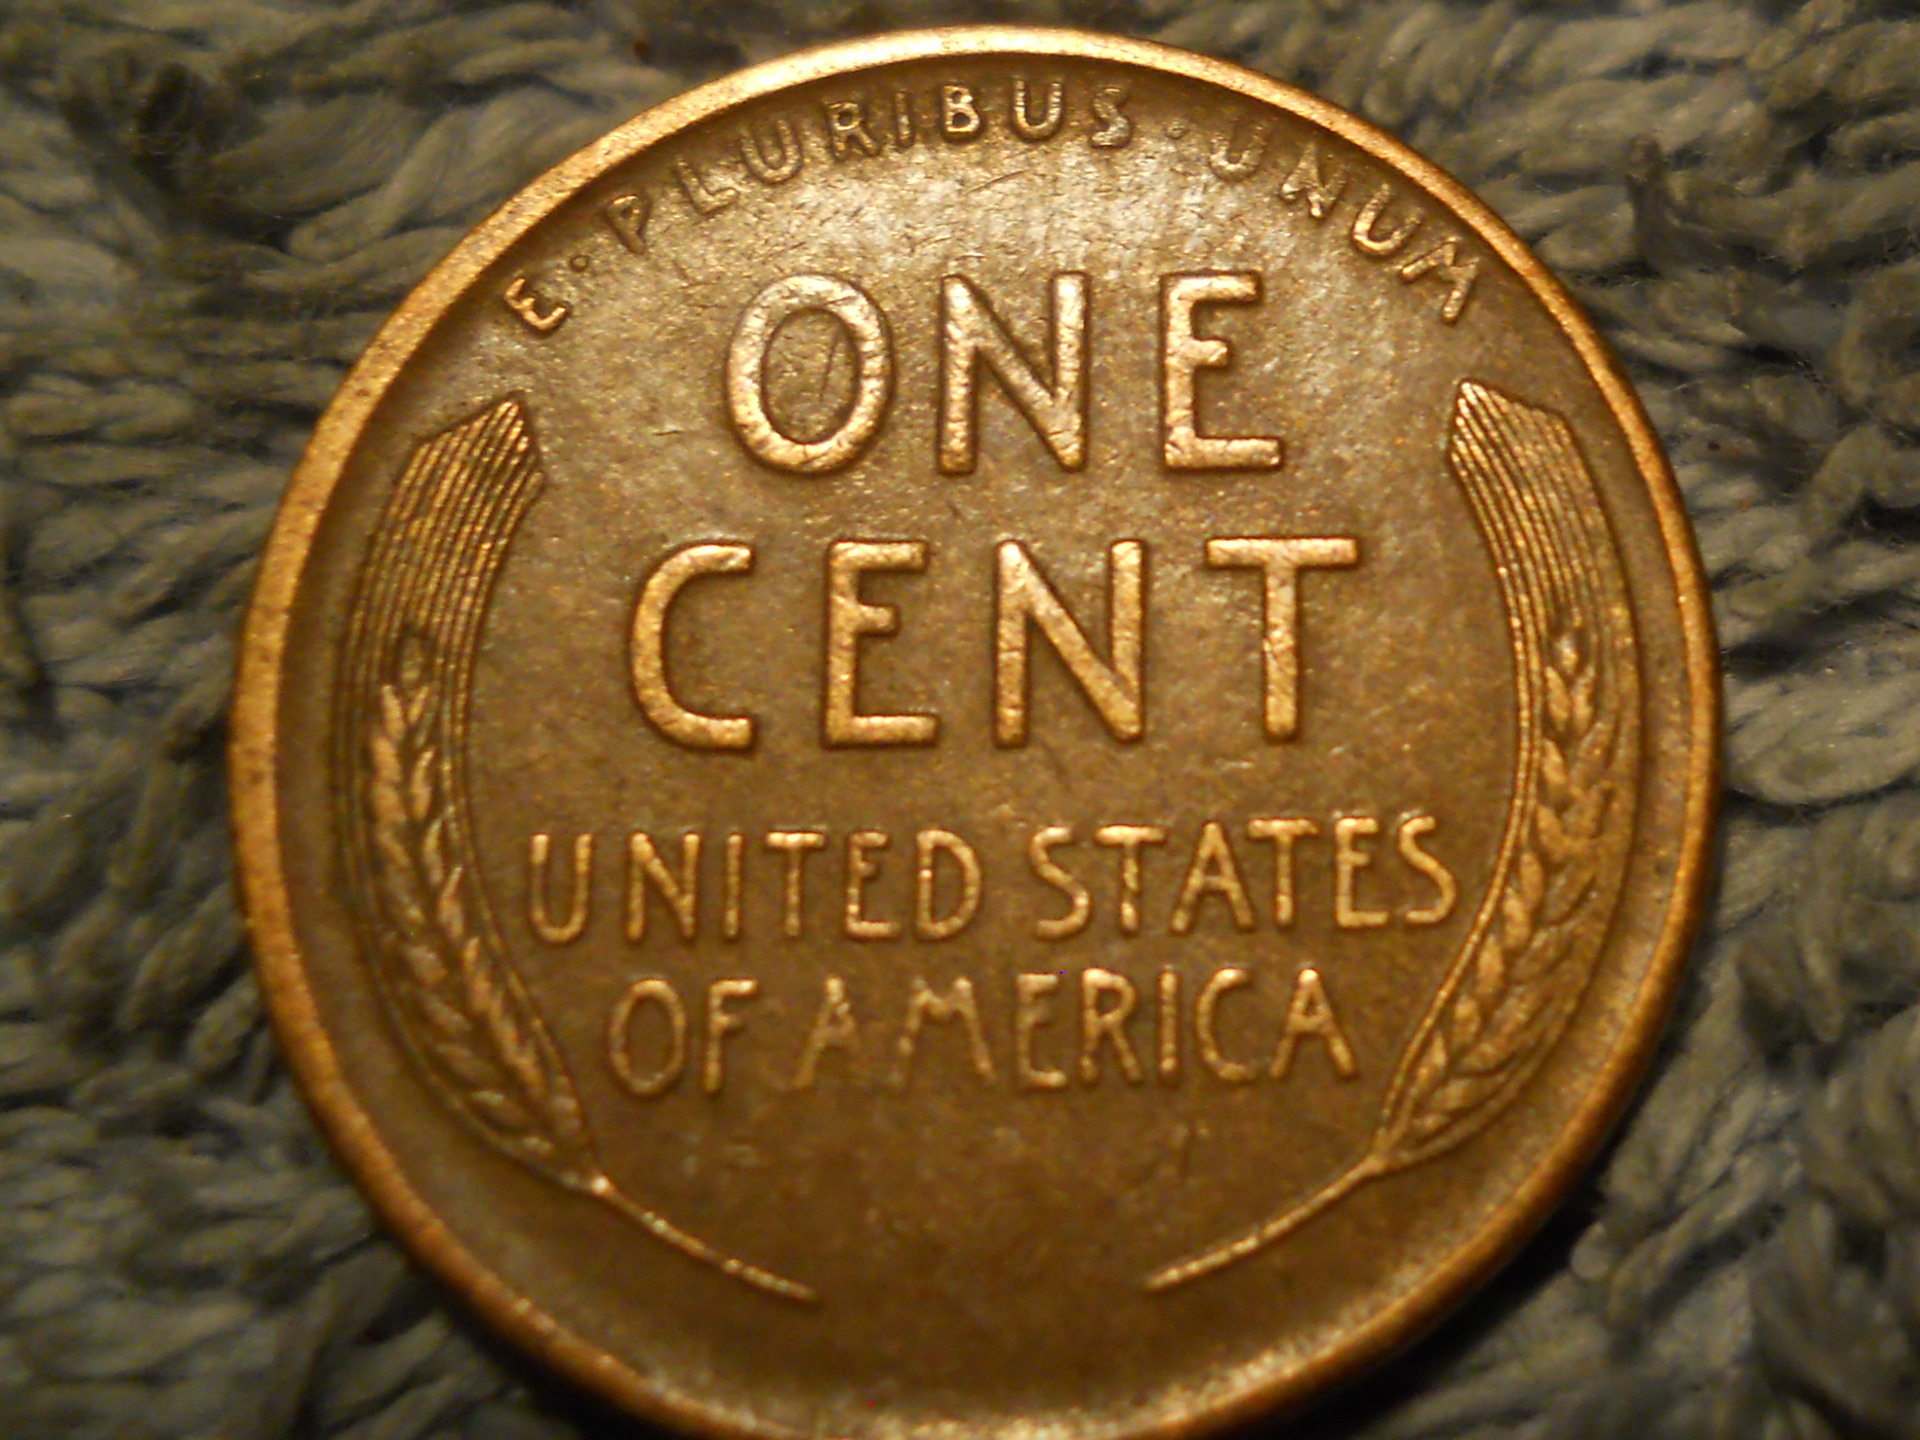 E·PLURIBUS·UNUM
ONE
CENT
UNITED STATES
OF AMERICA